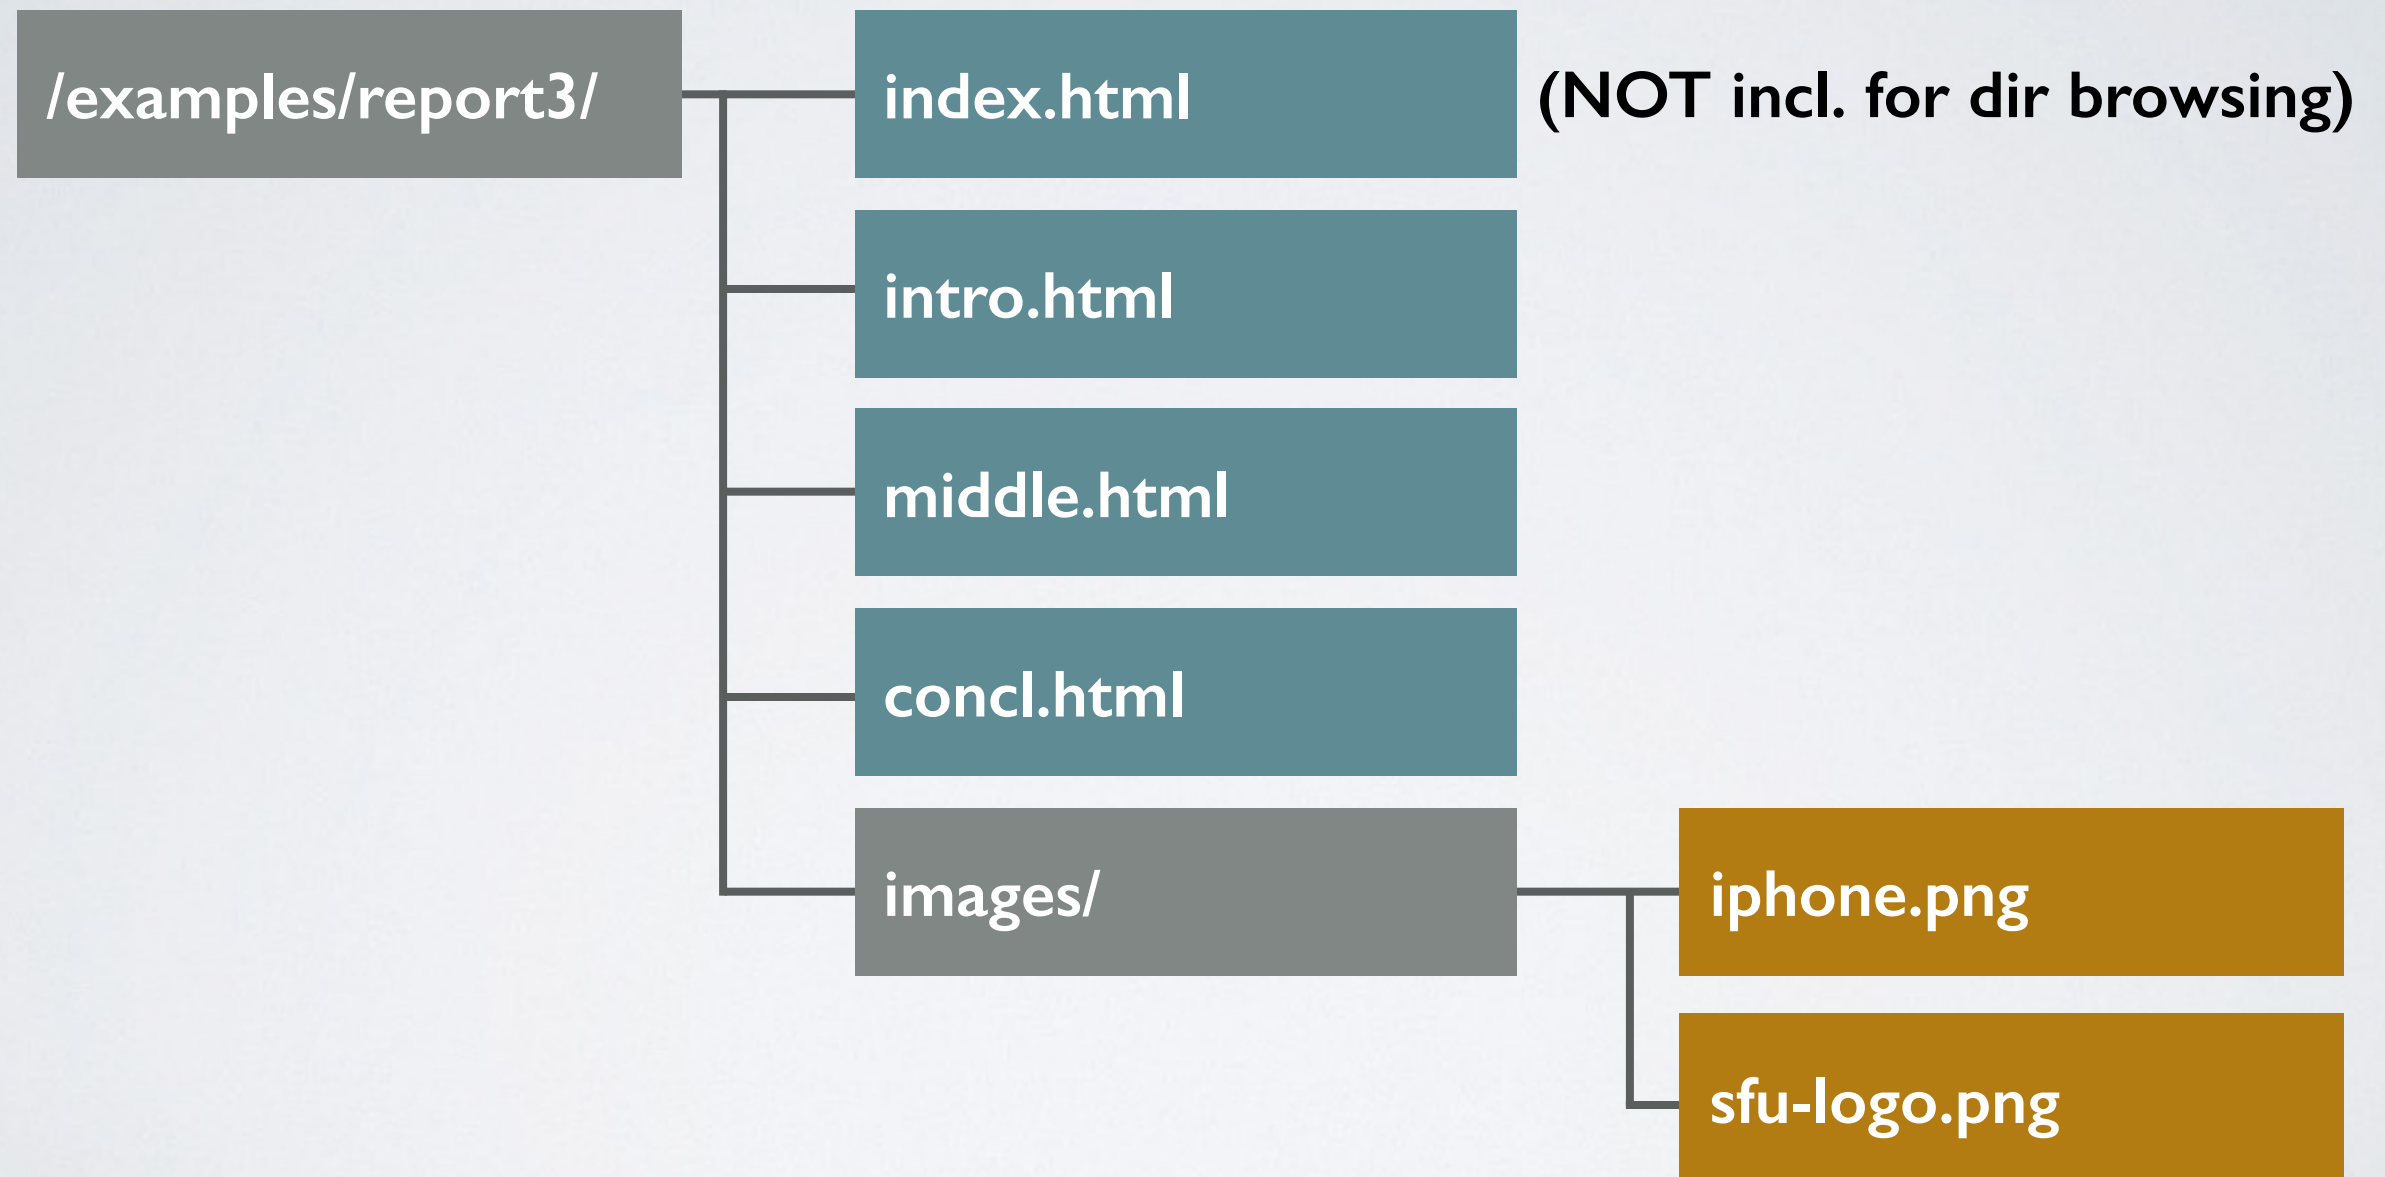 /examples/report3/
index.html
(NOT incl. for dir browsing)
intro.html
middle.html
concl.html
images/
iphone.png
sfu-logo.png